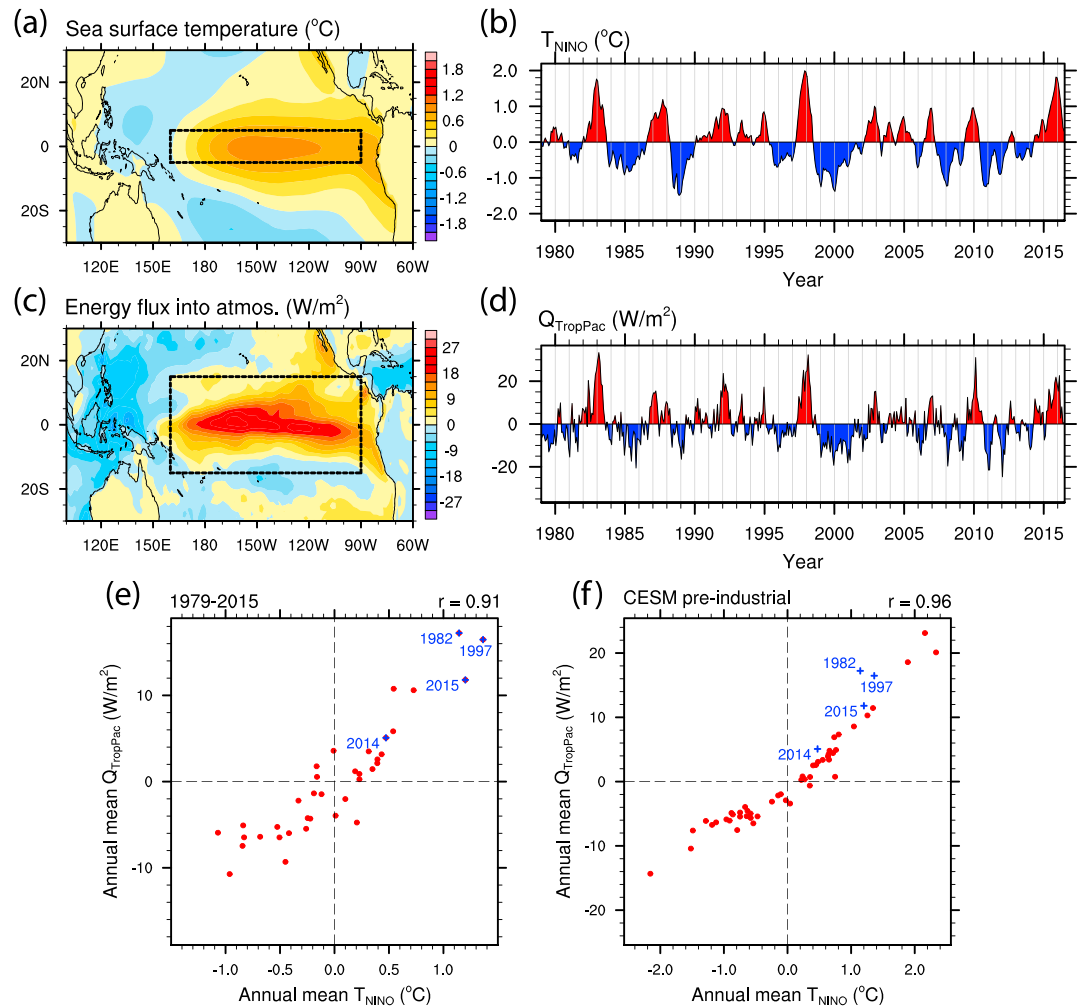 (a)
Sea surface temperature (°C)
20N
0
20S
120E 150E 180 150W 120W 90W 60W
1.8
1.2
0.6
0
-0.6
-1.2
-1.8
(b)
T_NINO (°C)
2.0
1.0
0.0
-1.0
-2.0
1980 1985 1990 1995 2000 2005 2010 2015
Year
(c)
Energy flux into atmos. (W/m²)
20N
0
20S
120E 150E 180 150W 120W 90W 60W
27
18
9
0
-9
-18
-27
(d)
Q_TropPac (W/m²)
20
0
-20
1980 1985 1990 1995 2000 2005 2010 2015
Year
(e)
1979-2015 r = 0.91
Annual mean Q_TropPac (W/m²)
10
0
-10
1982
1997
2015
2014
-1.0 -0.5 0.0 0.5 1.0 1.5
Annual mean T_NINO (°C)
(f)
CESM pre-industrial r = 0.96
Annual mean Q_TropPac (W/m²)
20
10
0
-10
-20
1982
1997
2015
2014
-2.0 -1.0 0.0 1.0 2.0
Annual mean T_NINO (°C)